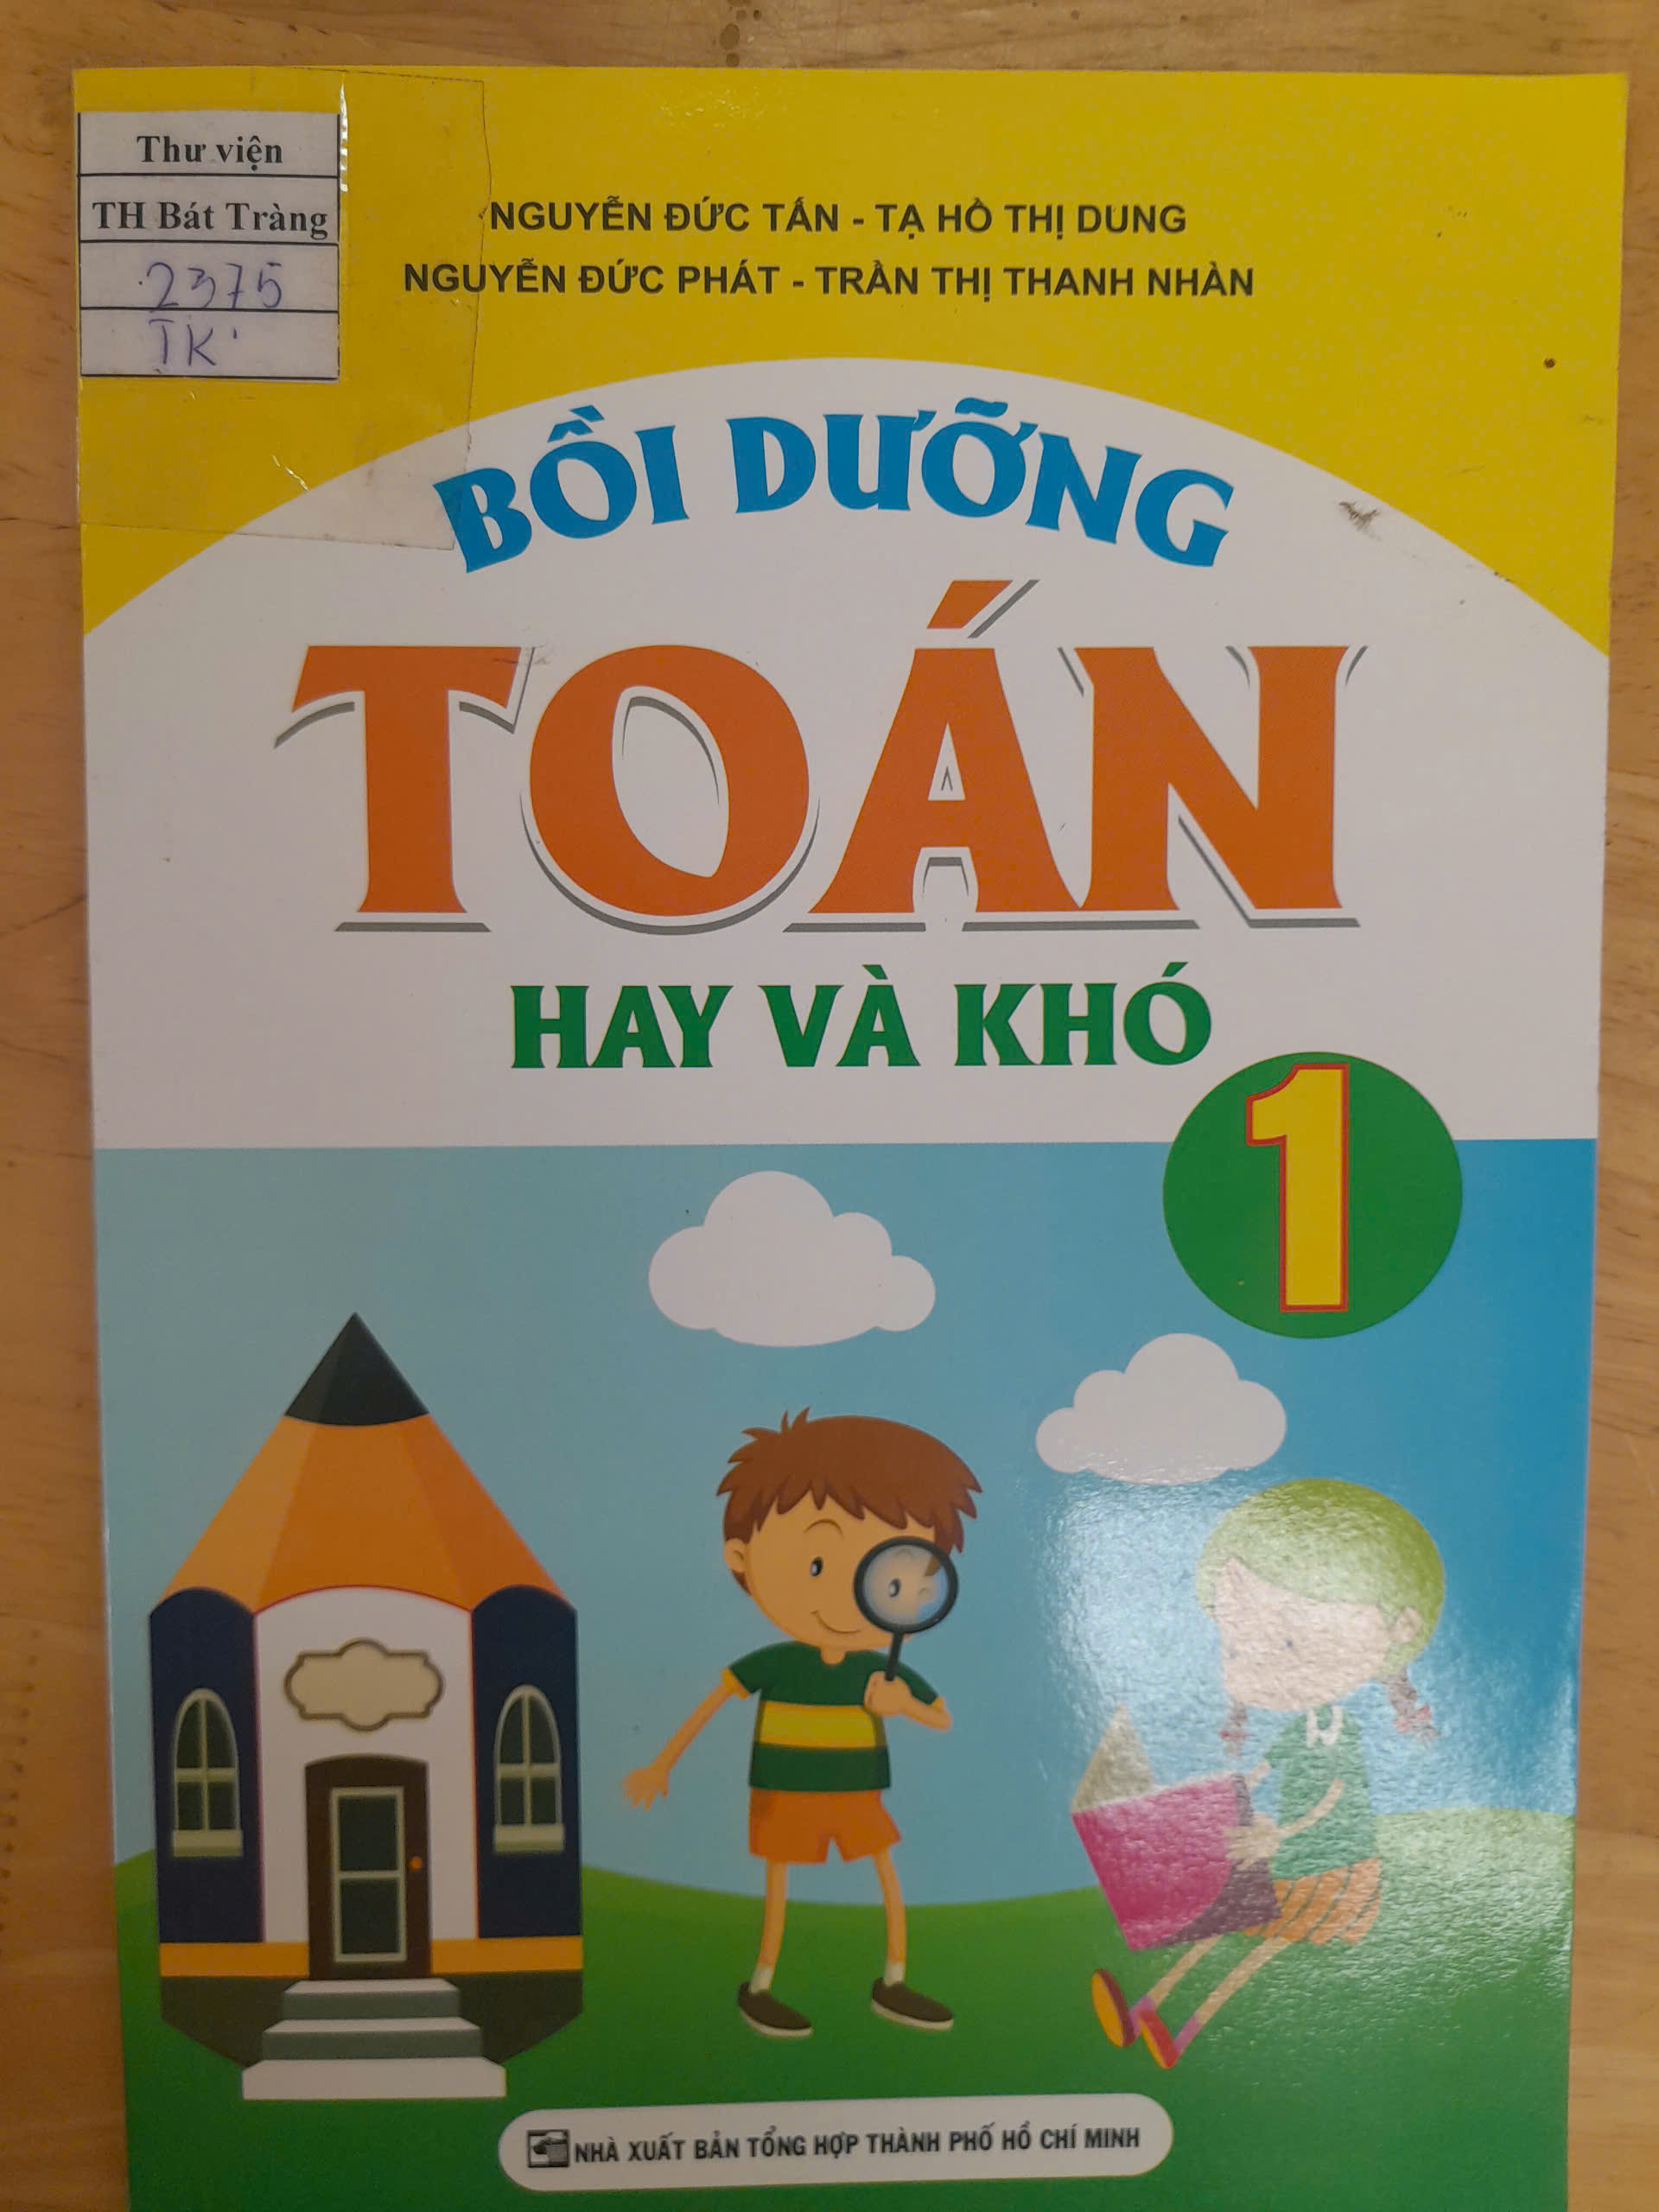 Thư viện
TH Bát Tràng
2375
TK
NGUYỄN ĐỨC TẤN - TẠ HỒ THỊ DUNG
NGUYỄN ĐỨC PHÁT - TRẦN THỊ THANH NHÀN
BỒI DƯỠNG
TOÁN
HAY VÀ KHÓ
1
NHÀ XUẤT BẢN TỔNG HỢP THÀNH PHỐ HỒ CHÍ MINH